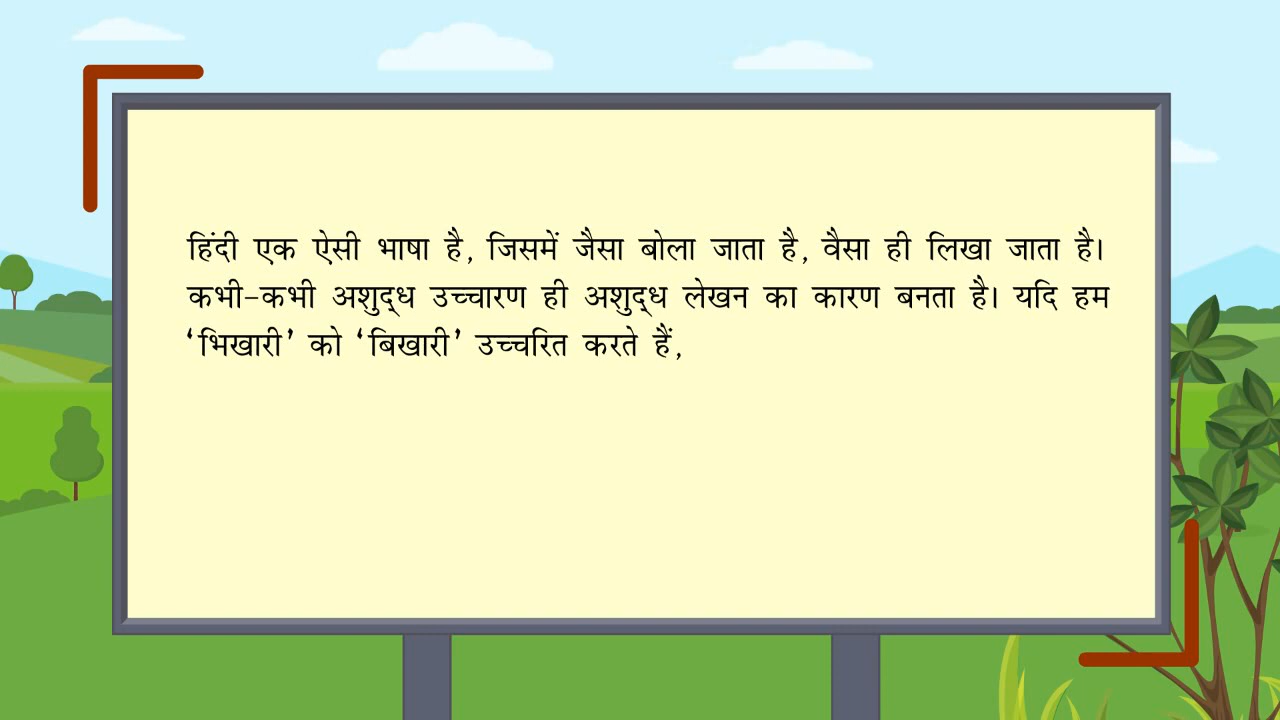 हिंदी एक ऐसी भाषा है, जिसमें जैसा बोला जाता है, वैसा ही लिखा जाता है।
कभी-कभी अशुद्ध उच्चारण ही अशुद्ध लेखन का कारण बनता है। यदि हम
‘भिखारी’ को ‘बिखारी’ उच्चरित करते हैं,